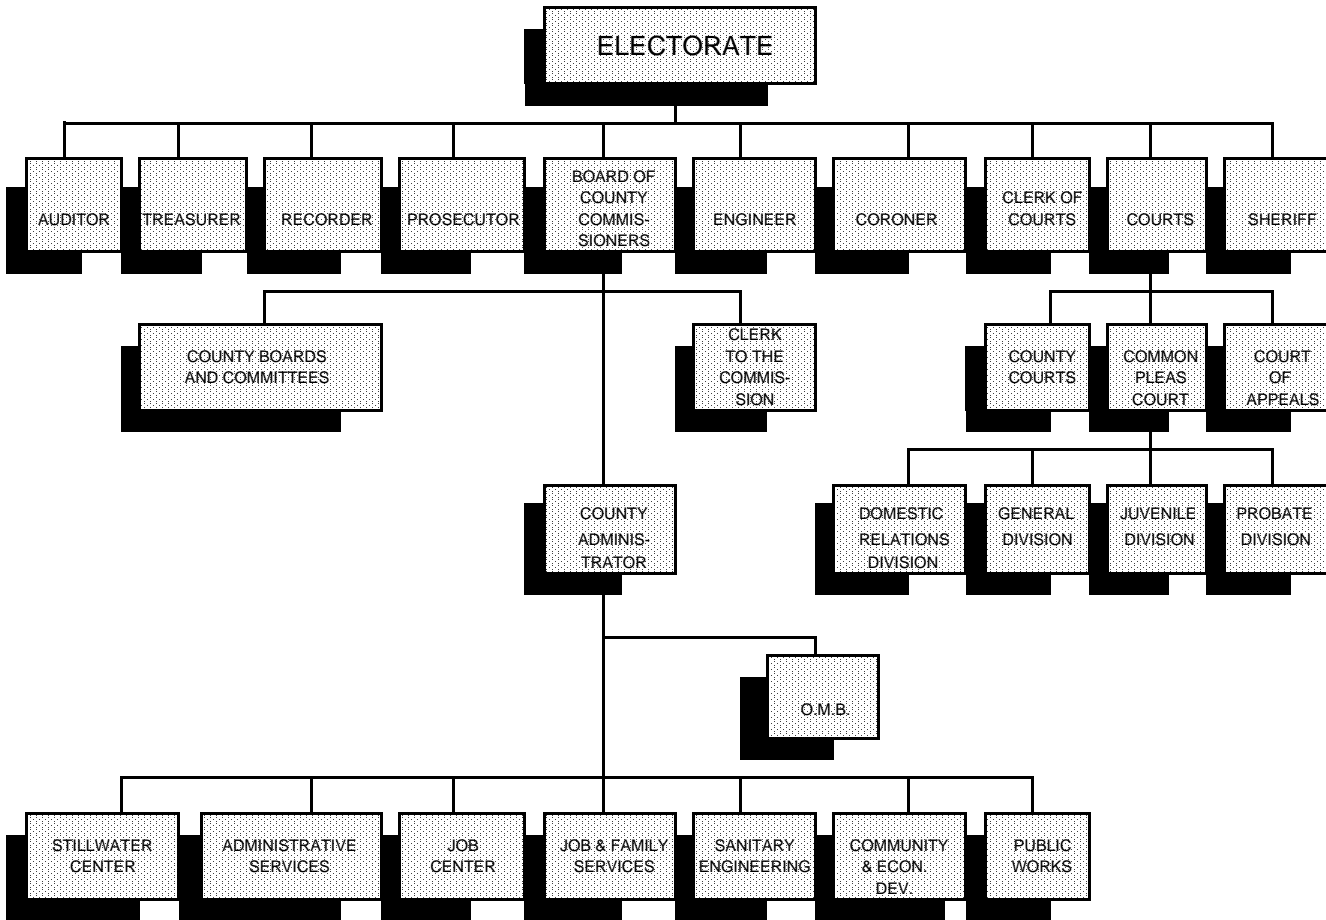 ELECTORATE
AUDITOR
TREASURER
RECORDER
PROSECUTOR
BOARD OF
COUNTY
COMMIS-
SIONERS
ENGINEER
CORONER
CLERK OF
COURTS
COURTS
SHERIFF
COUNTY BOARDS
AND COMMITTEES
CLERK
TO THE
COMMIS-
SION
COUNTY
COURTS
COMMON
PLEAS
COURT
COURT
OF
APPEALS
COUNTY
ADMINIS-
TRATOR
DOMESTIC
RELATIONS
DIVISION
GENERAL
DIVISION
JUVENILE
DIVISION
PROBATE
DIVISION
O.M.B.
STILLWATER
CENTER
ADMINISTRATIVE
SERVICES
JOB
CENTER
JOB & FAMILY
SERVICES
SANITARY
ENGINEERING
COMMUNITY
& ECON.
DEV.
PUBLIC
WORKS